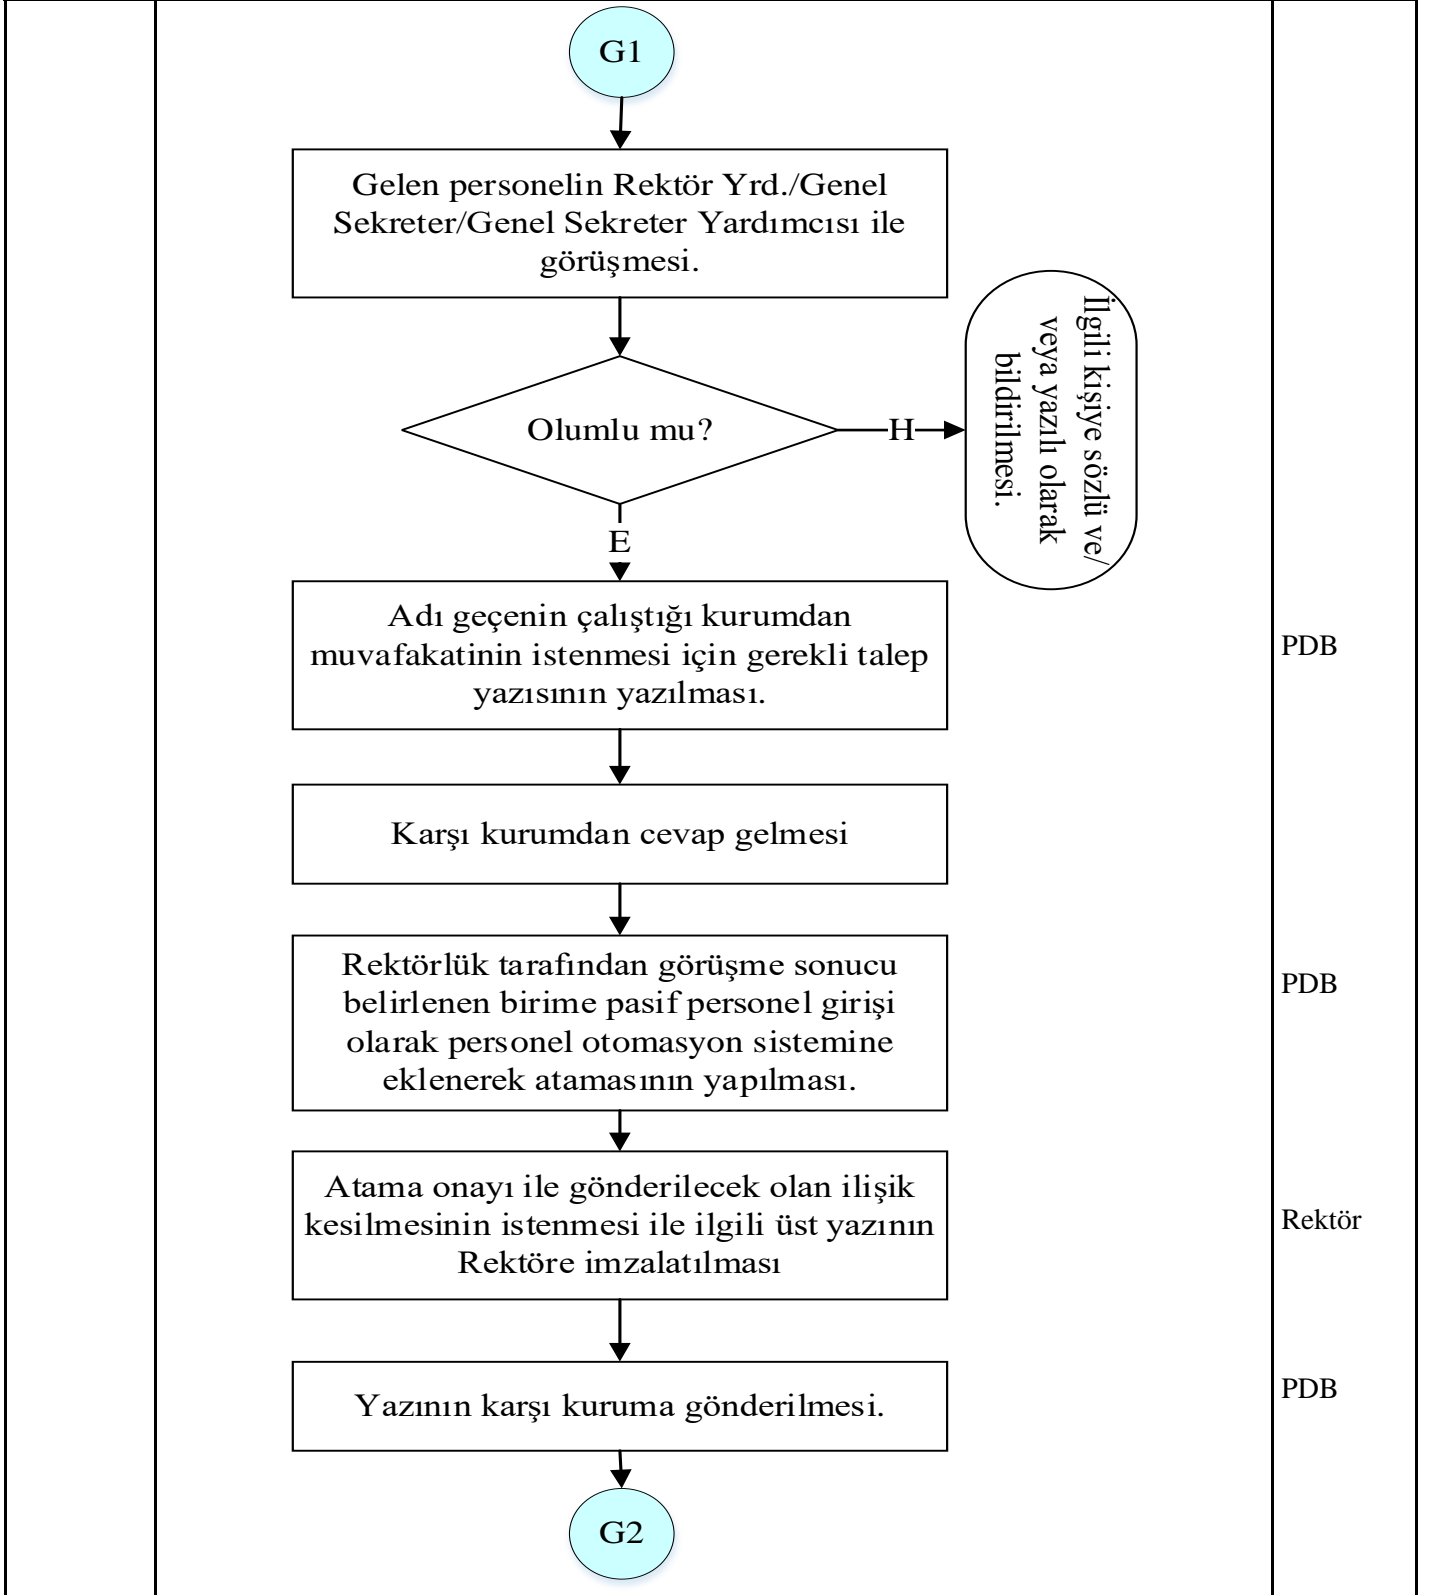 G1
Gelen personelin Rektör Yrd./Genel
Sekreter/Genel Sekreter Yardımcısı ile
görüşmesi.
Olumlu mu?
H
İlgili kişiye sözlü ve/
veya yazılı olarak
bildirilmesi.
E
Adı geçenin çalıştığı kurumdan
muvafakatinin istenmesi için gerekli talep
yazısının yazılması.
PDB
Karşı kurumdan cevap gelmesi
Rektörlük tarafından görüşme sonucu
belirlenen birime pasif personel girişi
olarak personel otomasyon sistemine
eklenerek atamasının yapılması.
PDB
Atama onayı ile gönderilecek olan ilişik
kesilmesinin istenmesi ile ilgili üst yazının
Rektöre imzalatılması
Rektör
Yazının karşı kuruma gönderilmesi.
PDB
G2